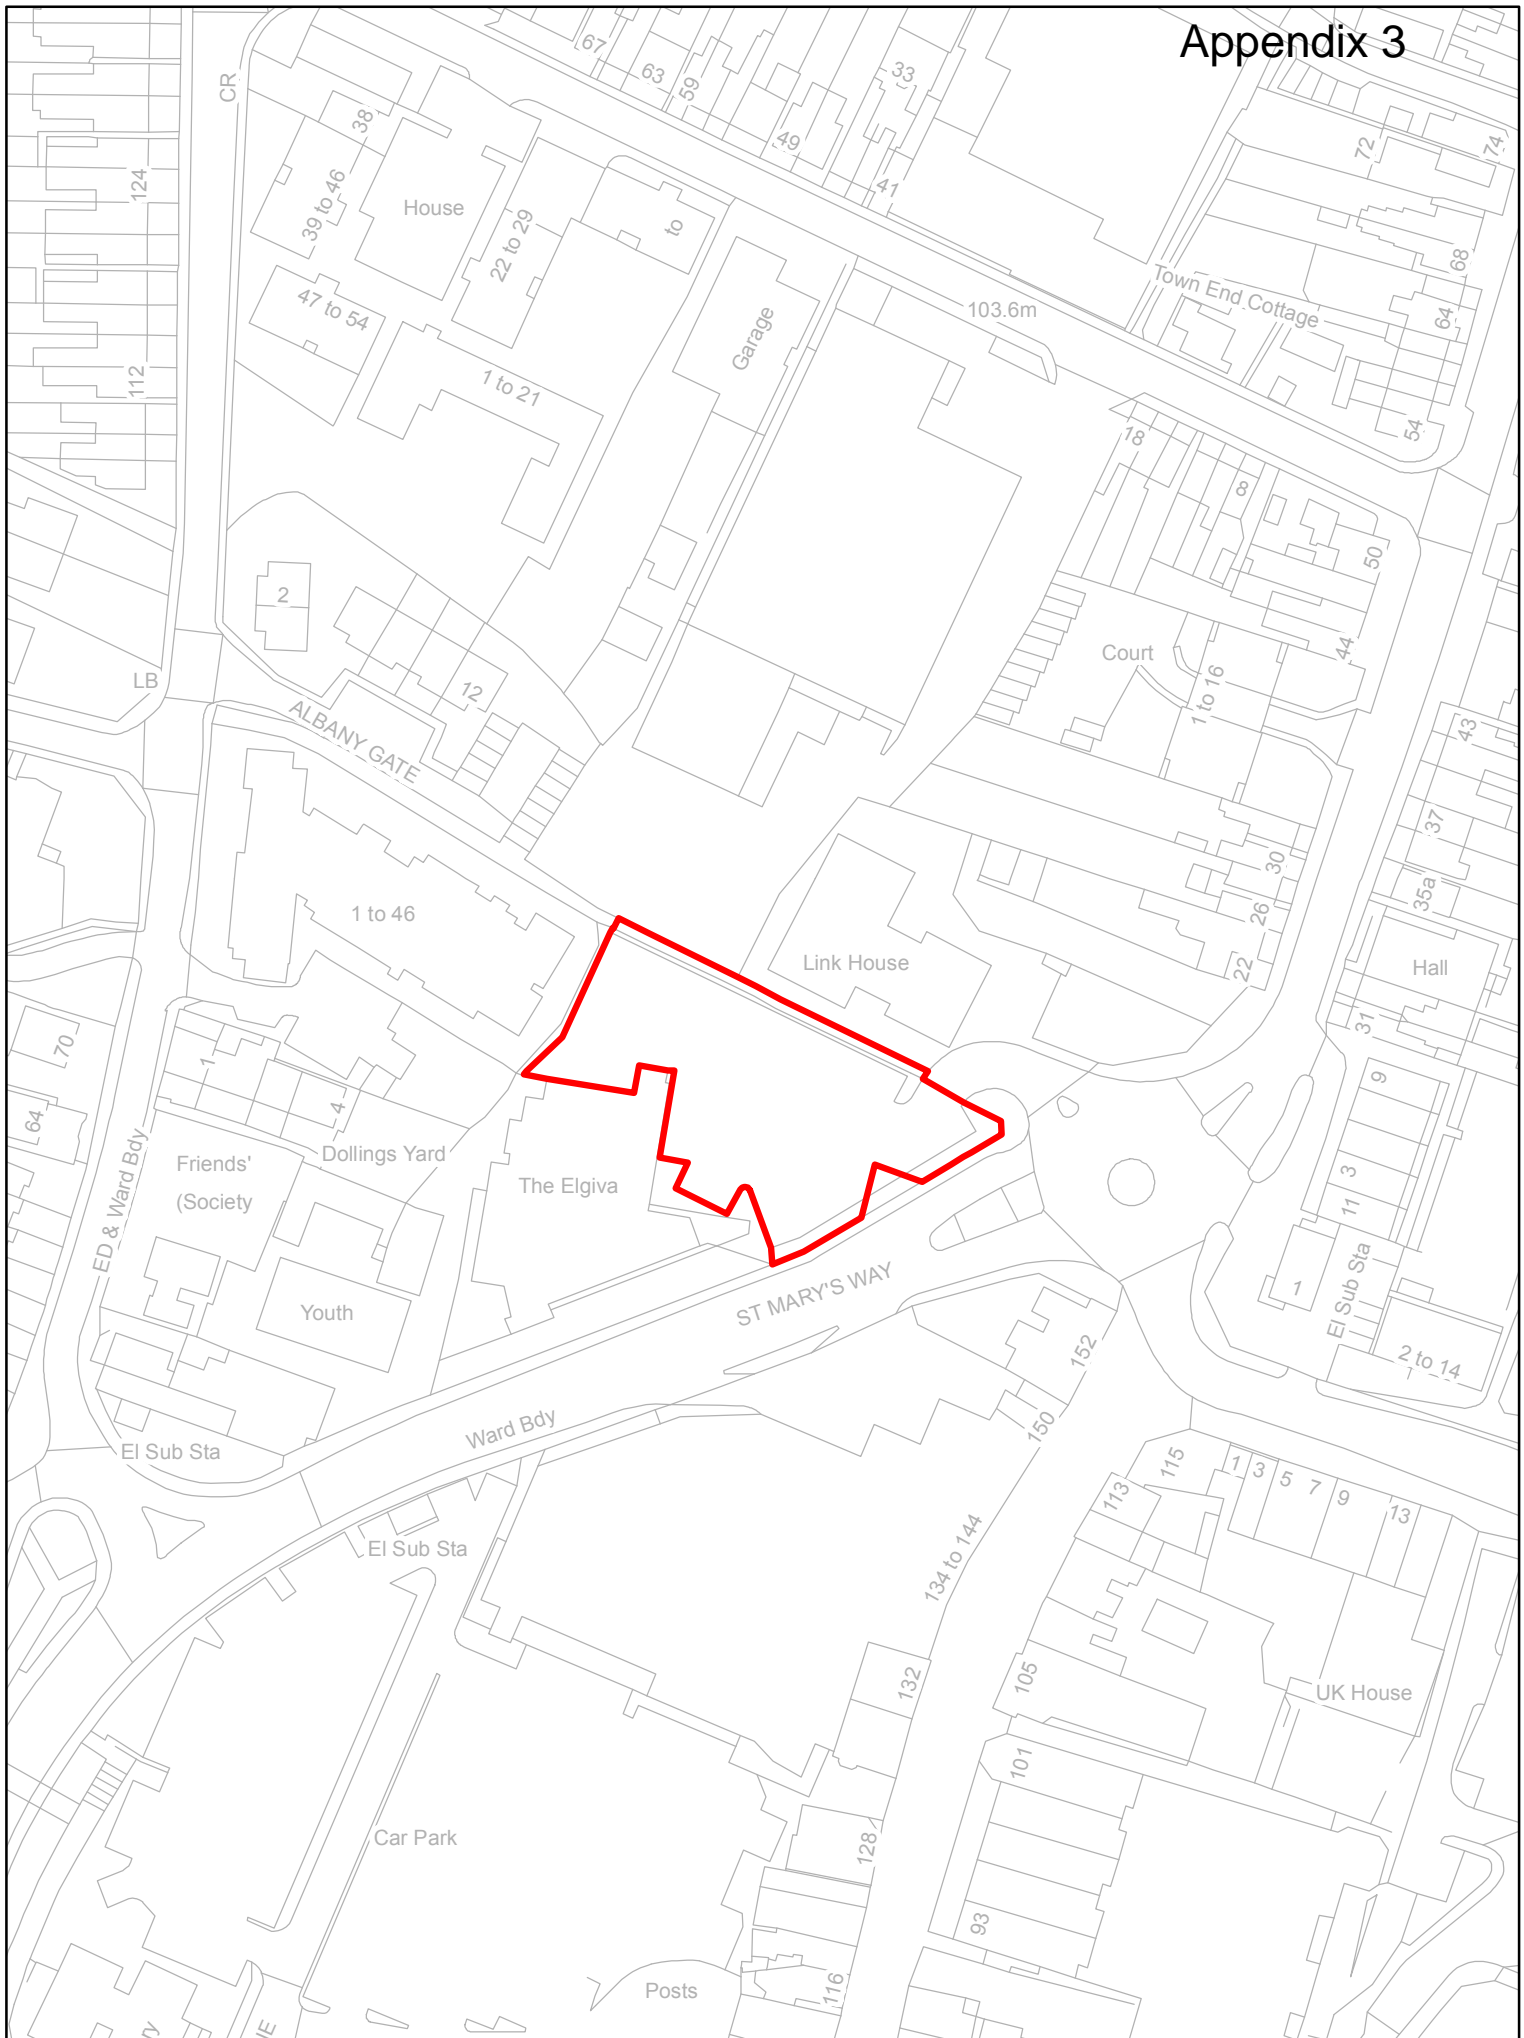 Appendix 3
67
63
59
33
49
41
CR
38
124
39 to 46
House
22 to 29
to
72
74
68
Town End Cottage
64
47 to 54
Garage
103.6m
112
1 to 21
18
54
8
50
2
44
Court
LB
12
1 to 16
ALBANY GATE
43
37
30
35a
1 to 46
26
Link House
22
Hall
31
70
1
9
64
4
Dollings Yard
Friends'
(Society
The Elgiva
3
11
ED & Ward Bdy
El Sub Sta
1
Youth
ST MARY'S WAY
152
2 to 14
Ward Bdy
150
El Sub Sta
115
1
3
5
7
9
13
113
El Sub Sta
134 to 144
132
105
UK House
101
Car Park
128
93
116
Posts